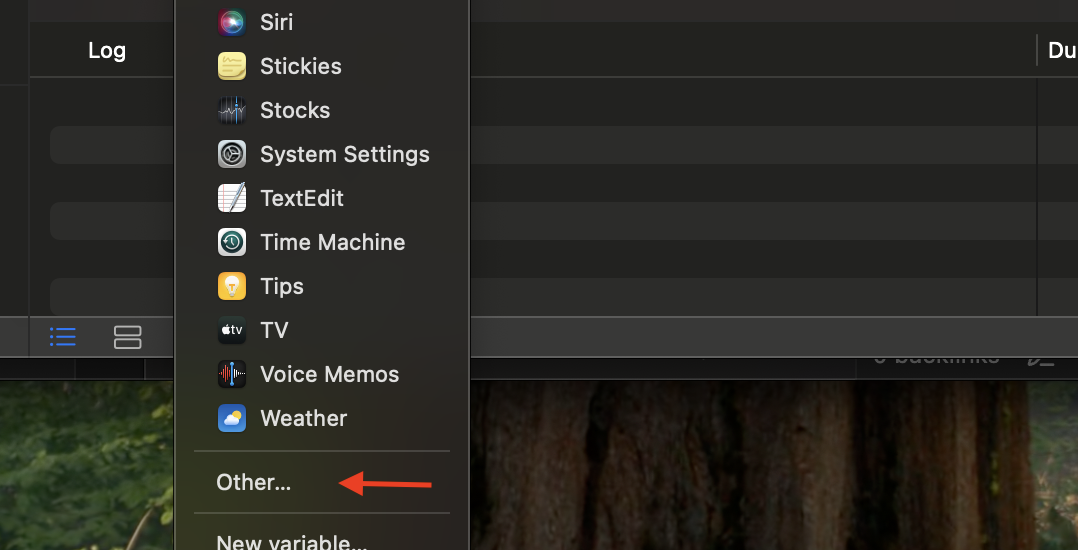 Siri
Log
Du
Stickies
Stocks
System Settings
TextEdit
Time Machine
Tips
TV
tv
Voice Memos
0 backlinks
Weather
Other...
New variable...